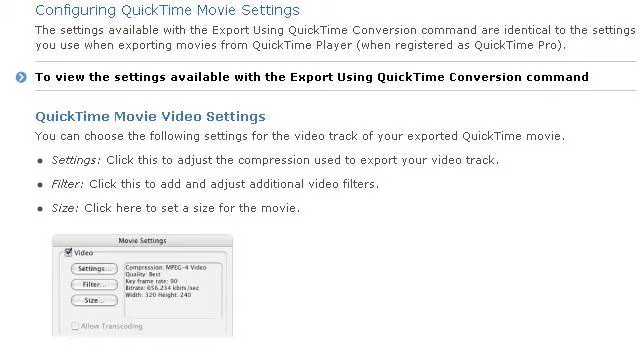 Configuring QuickTime Movie Settings
The settings available with the Export Using QuickTime Conversion command are identical to the settings
you use when exporting movies from QuickTime Player (when registered as QuickTime Pro).
To view the settings available with the Export Using QuickTime Conversion command
QuickTime Movie Video Settings
You can choose the following settings for the video track of your exported QuickTime movie.
Settings: Click this to adjust the compression used to export your video track.
Filter: Click this to add and adjust additional video filters.
Size: Click here to set a size for the movie.
Movie Settings
Video
Settings...
Filter...
Size...
Compression: MPEG-4 Video
Quality: Best
Key frame rate: 90
Bitrate: 656.234 kbits/sec
Width: 320 Height: 240
Allow Transcoding